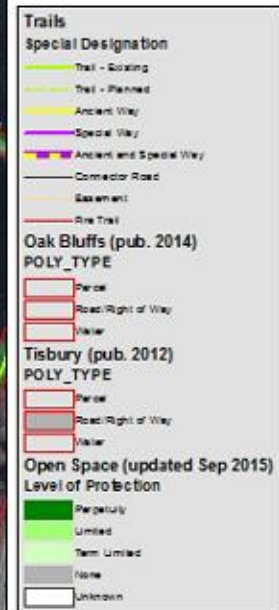 Trails
Special Designation
Trail - Existing
Trail - Planned
Ancient Way
Special Way
Ancient and Special Way
Connector Road
Easement
Fire Trail
Oak Bluffs (pub. 2014)
POLY_TYPE
Parcel
Road/Right of Way
Water
Tisbury (pub. 2012)
POLY_TYPE
Parcel
Road/Right of Way
Water
Open Space (updated Sep 2015)
Level of Protection
Perpetuity
Limited
Term Limited
None
Unknown